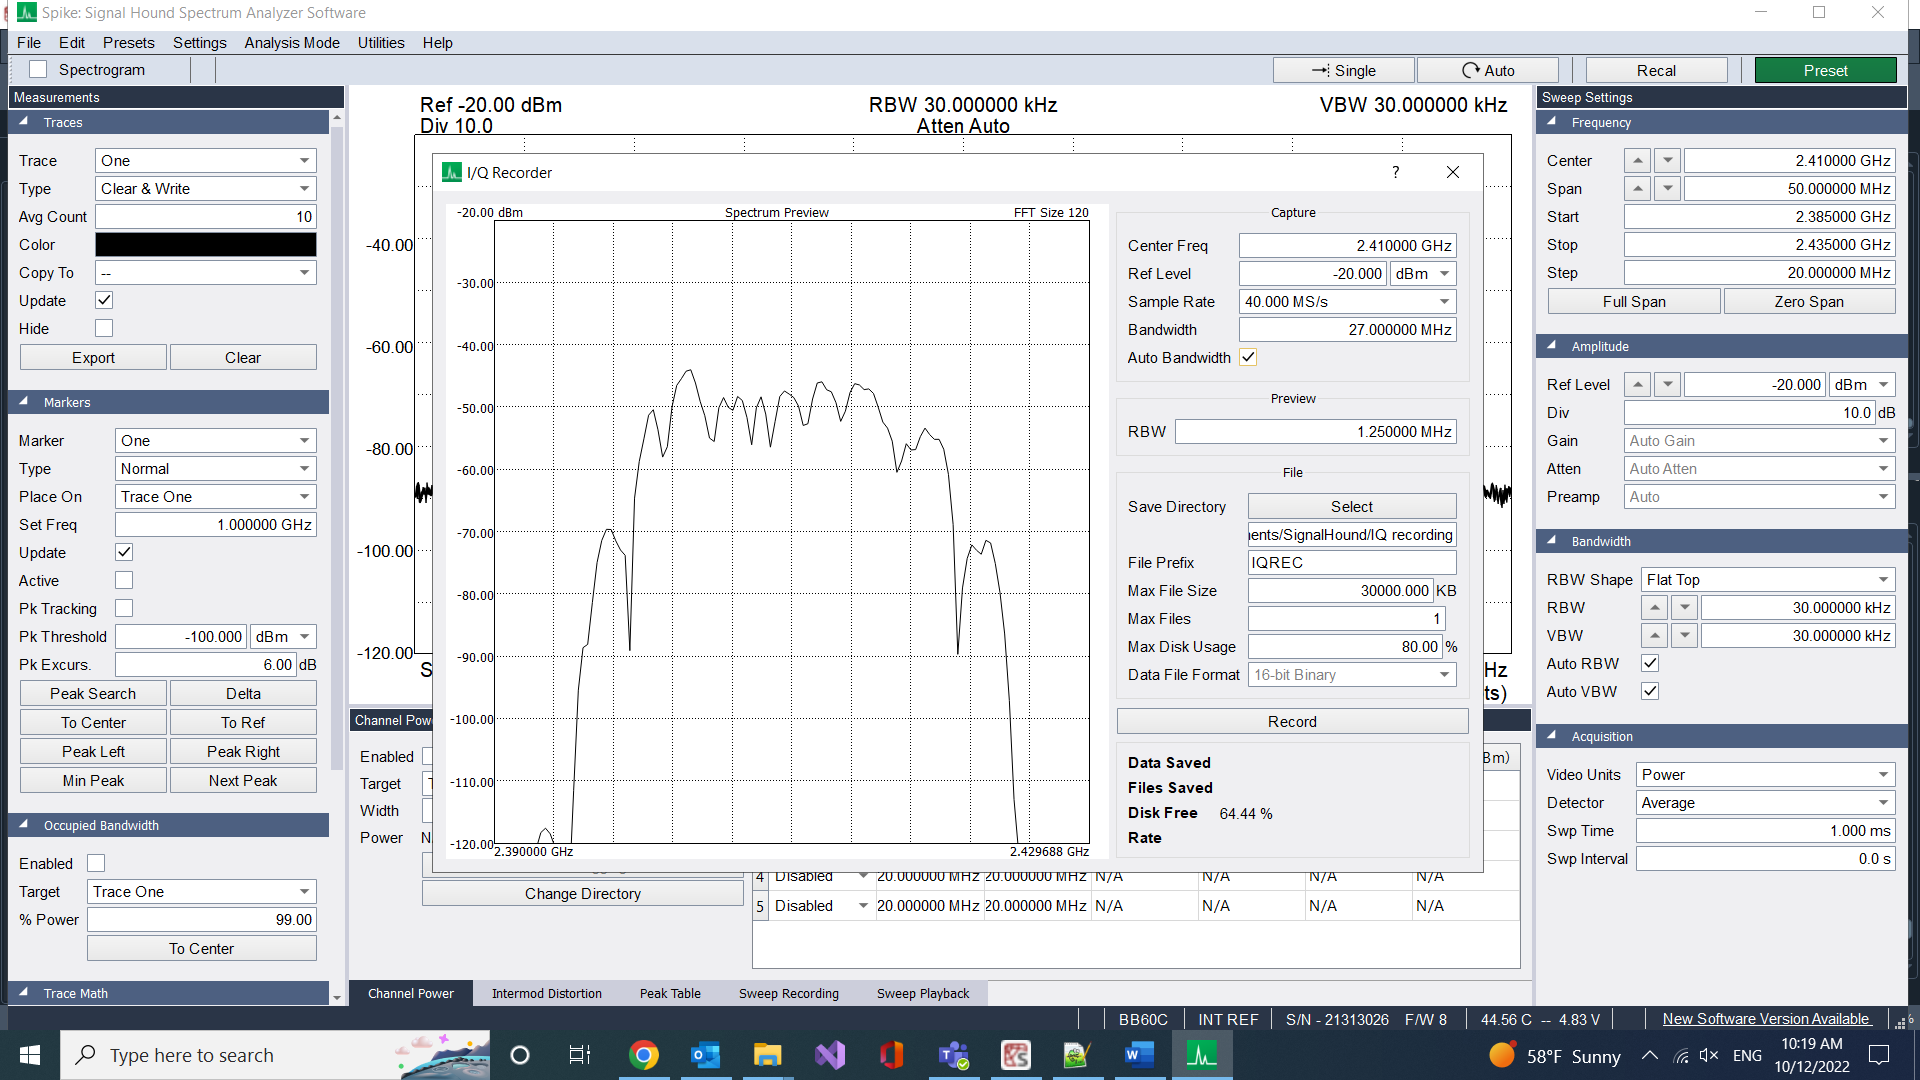 Spike: Signal Hound Spectrum Analyzer Software
File Edit Presets Settings Analysis Mode Utilities Help
Spectrogram
Single
Auto
Recal
Preset
Measurements
Traces
Trace One
Type Clear & Write
Avg Count 10
Color
Copy To --
Update
Hide
Export Clear
Markers
Marker One
Type Normal
Place On Trace One
Set Freq 1.000000 GHz
Update
Active
Pk Tracking
Pk Threshold -100.000 dBm
Pk Excurs. 6.00 dB
Peak Search Delta
To Center To Ref
Peak Left Peak Right
Min Peak Next Peak
Occupied Bandwidth
Enabled
Target Trace One
% Power 99.00
To Center
Trace Math
Ref -20.00 dBm
Div 10.0
RBW 30.000000 kHz
Atten Auto
VBW 30.000000 kHz
-40.00
-60.00
-80.00
-100.00
-120.00
S
Hz
ts)
I/Q Recorder
?
-20.00 dBm Spectrum Preview FFT Size 120
-30.00
-40.00
-50.00
-60.00
-70.00
-80.00
-90.00
-100.00
-110.00
-120.00
2.390000 GHz 2.429688 GHz
Capture
Center Freq 2.410000 GHz
Ref Level -20.000 dBm
Sample Rate 40.000 MS/s
Bandwidth 27.000000 MHz
Auto Bandwidth
Preview
RBW 1.250000 MHz
File
Save Directory Select
ents/SignalHound/IQ recording
File Prefix IQREC
Max File Size 30000.000 KB
Max Files 1
Max Disk Usage 80.00 %
Data File Format 16-bit Binary
Record
Data Saved
Files Saved
Disk Free 64.44 %
Rate
Channel Pow
Enabled
Target
Width
Power N
Change Directory
Bm)
4 Disabled 20.000000 MHz 20.000000 MHz N/A N/A N/A N/A
5 Disabled 20.000000 MHz 20.000000 MHz N/A N/A N/A N/A
Channel Power Intermod Distortion Peak Table Sweep Recording Sweep Playback
Sweep Settings
Frequency
Center 2.410000 GHz
Span 50.000000 MHz
Start 2.385000 GHz
Stop 2.435000 GHz
Step 20.000000 MHz
Full Span Zero Span
Amplitude
Ref Level -20.000 dBm
Div 10.0 dB
Gain Auto Gain
Atten Auto Atten
Preamp Auto
Bandwidth
RBW Shape Flat Top
RBW 30.000000 kHz
VBW 30.000000 kHz
Auto RBW
Auto VBW
Acquisition
Video Units Power
Detector Average
Swp Time 1.000 ms
Swp Interval 0.0 s
BB60C INT REF S/N - 21313026 F/W 8 44.56 C -- 4.83 V New Software Version Available
Type here to search
58°F Sunny
ENG
10:19 AM
10/12/2022